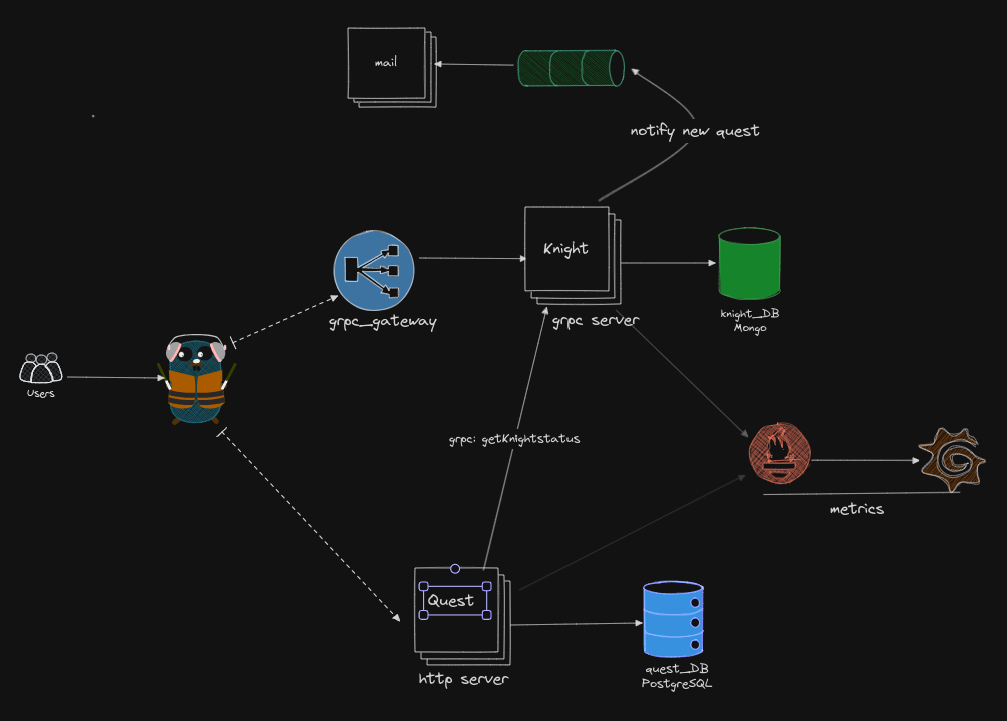 mail
notify new quest
Knight
grpc_gateway
grpc server
knight_DB
Mongo
Users
grpc: getKnightstatus
metrics
Quest
http server
quest_DB
PostgreSQL